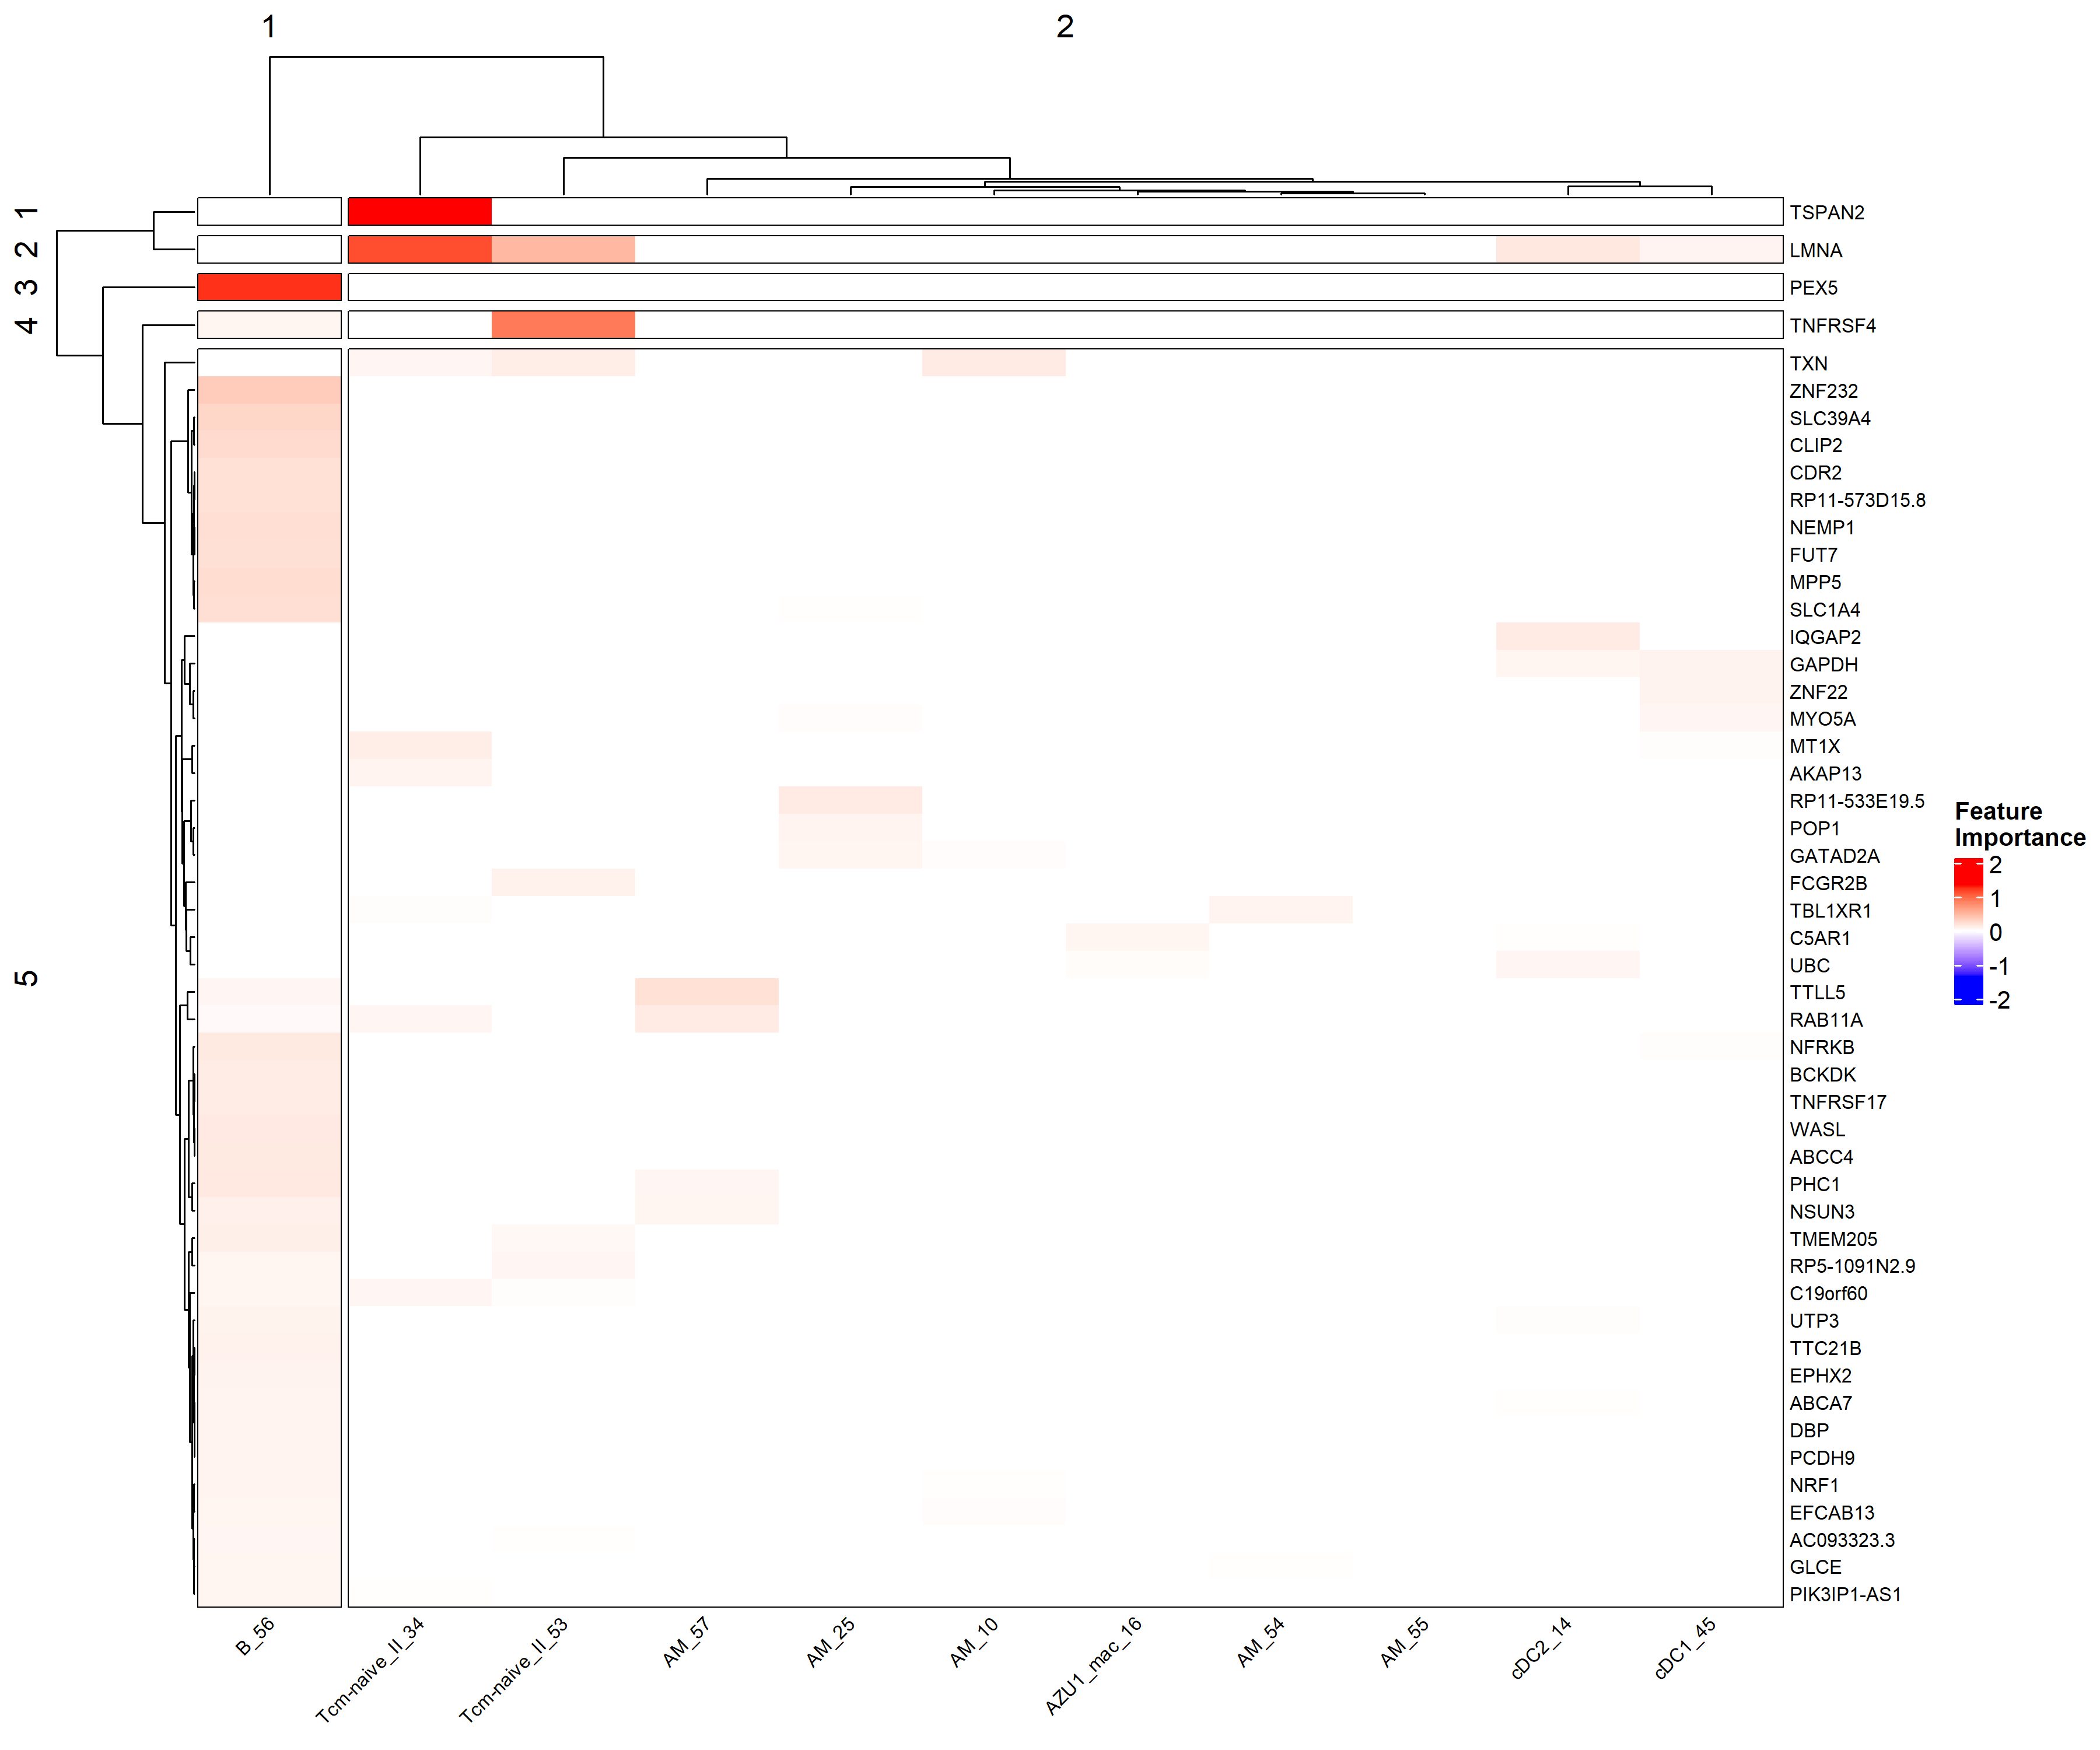 1
2
1
2
3
4
5
TSPAN2
LMNA
PEX5
TNFRSF4
TXN
ZNF232
SLC39A4
CLIP2
CDR2
RP11-573D15.8
NEMP1
FUT7
MPP5
SLC1A4
IQGAP2
GAPDH
ZNF22
MYO5A
MT1X
AKAP13
RP11-533E19.5
POP1
GATAD2A
FCGR2B
TBL1XR1
C5AR1
UBC
TTLL5
RAB11A
NFRKB
BCKDK
TNFRSF17
WASL
ABCC4
PHC1
NSUN3
TMEM205
RP5-1091N2.9
C19orf60
UTP3
TTC21B
EPHX2
ABCA7
DBP
PCDH9
NRF1
EFCAB13
AC093323.3
GLCE
PIK3IP1-AS1
Feature
Importance
2
1
0
-1
-2
B_56
Tcm-naive_II_34
Tcm-naive_II_53
AM_57
AM_25
AM_10
AZU1_mac_16
AM_54
AM_55
cDC2_14
cDC1_45